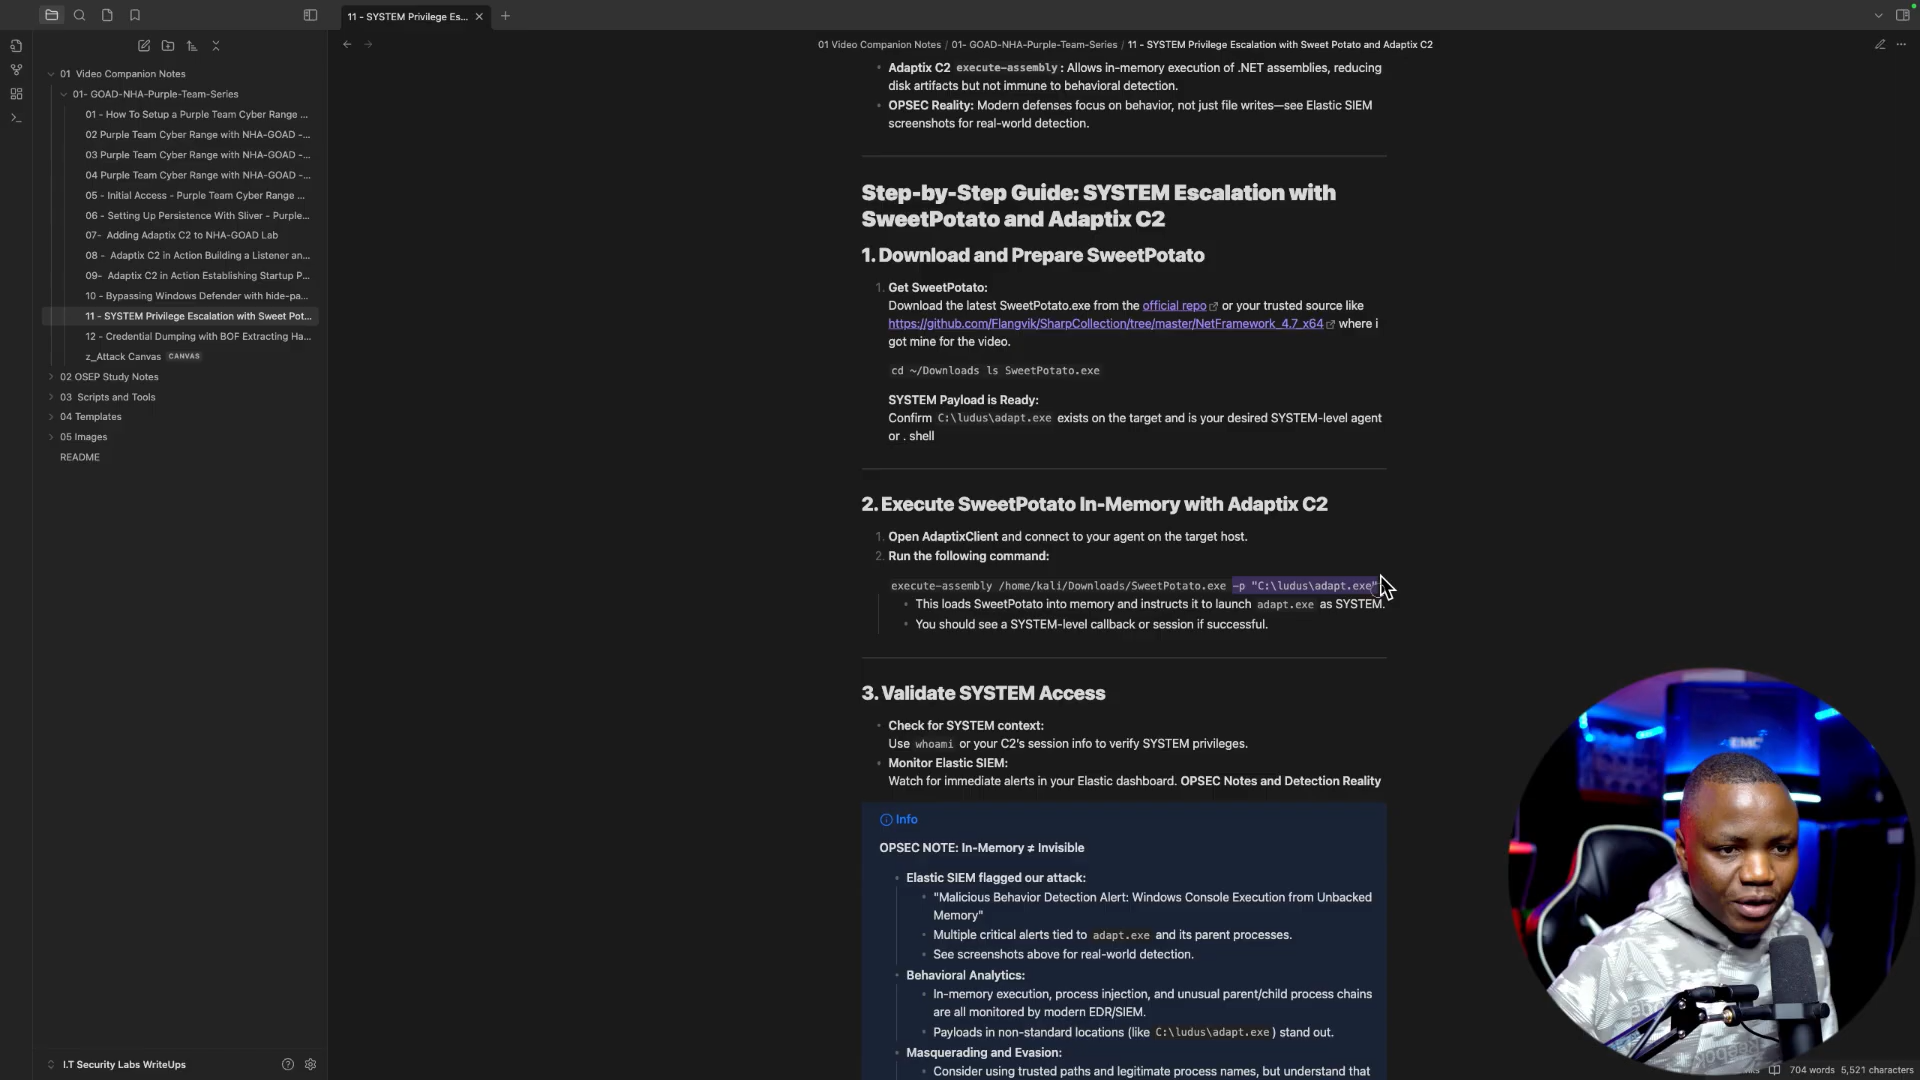 11 - SYSTEM Privilege Es...
01 Video Companion Notes / 01- GOAD-NHA-Purple-Team-Series / 11 - SYSTEM Privilege Escalation with Sweet Potato and Adaptix C2
01 Video Companion Notes
01- GOAD-NHA-Purple-Team-Series
01 - How To Setup a Purple Team Cyber Range ...
02 Purple Team Cyber Range with NHA-GOAD -...
03 Purple Team Cyber Range with NHA-GOAD -...
04 Purple Team Cyber Range with NHA-GOAD -...
05 - Initial Access - Purple Team Cyber Range ...
06 - Setting Up Persistence With Sliver - Purple...
07- Adding Adaptix C2 to NHA-GOAD Lab
08 - Adaptix C2 in Action Building a Listener an...
09- Adaptix C2 in Action Establishing Startup P...
10 - Bypassing Windows Defender with hide-pa...
11 - SYSTEM Privilege Escalation with Sweet Pot...
12 - Credential Dumping with BOF Extracting Ha...
z_Attack Canvas CANVAS
02 OSEP Study Notes
03 Scripts and Tools
04 Templates
05 Images
README
I.T Security Labs WriteUps
Adaptix C2 execute-assembly: Allows in-memory execution of .NET assemblies, reducing
disk artifacts but not immune to behavioral detection.
OPSEC Reality: Modern defenses focus on behavior, not just file writes—see Elastic SIEM
screenshots for real-world detection.
Step-by-Step Guide: SYSTEM Escalation with
SweetPotato and Adaptix C2
1. Download and Prepare SweetPotato
1. Get SweetPotato:
Download the latest SweetPotato.exe from the official repo or your trusted source like
https://github.com/Flangvik/SharpCollection/tree/master/NetFramework_4.7_x64 where i
got mine for the video.
cd ~/Downloads ls SweetPotato.exe
SYSTEM Payload is Ready:
Confirm C:\ludus\adapt.exe exists on the target and is your desired SYSTEM-level agent
or . shell
2. Execute SweetPotato In-Memory with Adaptix C2
1. Open AdaptixClient and connect to your agent on the target host.
2. Run the following command:
execute-assembly /home/kali/Downloads/SweetPotato.exe -p "C:\ludus\adapt.exe"
This loads SweetPotato into memory and instructs it to launch adapt.exe as SYSTEM.
You should see a SYSTEM-level callback or session if successful.
3. Validate SYSTEM Access
Check for SYSTEM context:
Use whoami or your C2's session info to verify SYSTEM privileges.
Monitor Elastic SIEM:
Watch for immediate alerts in your Elastic dashboard. OPSEC Notes and Detection Reality
Info
OPSEC NOTE: In-Memory ≠ Invisible
Elastic SIEM flagged our attack:
"Malicious Behavior Detection Alert: Windows Console Execution from Unbacked
Memory"
Multiple critical alerts tied to adapt.exe and its parent processes.
See screenshots above for real-world detection.
Behavioral Analytics:
In-memory execution, process injection, and unusual parent/child process chains
are all monitored by modern EDR/SIEM.
Payloads in non-standard locations (like C:\ludus\adapt.exe) stand out.
Masquerading and Evasion:
Consider using trusted paths and legitimate process names, but understand that
704 words 5,521 characters